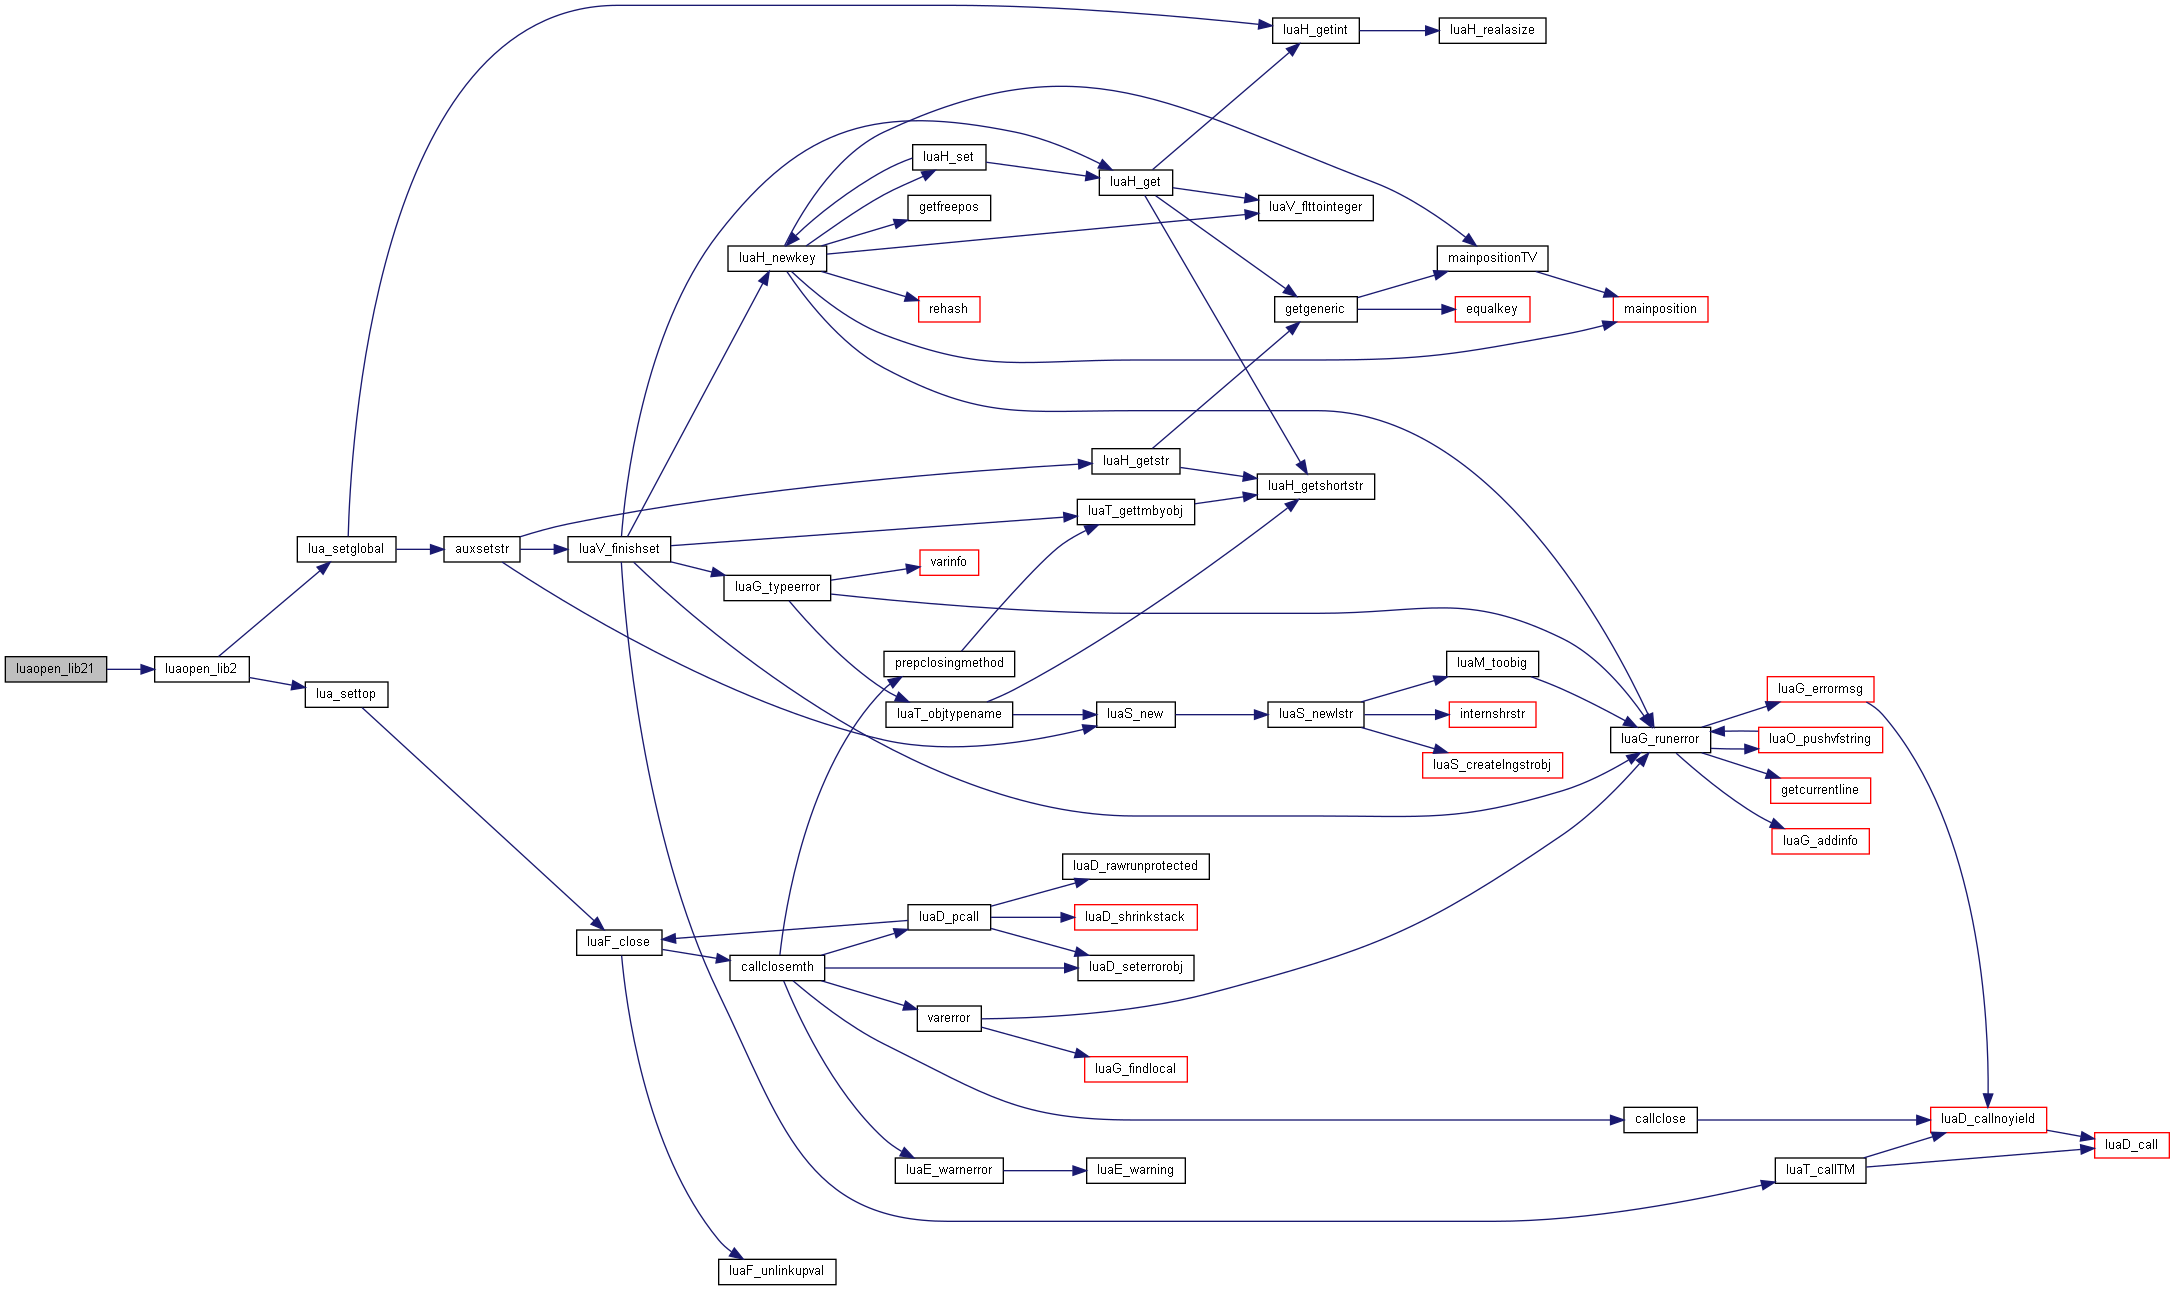 luaH_getint
luaH_realasize
luaH_set
luaH_get
getfreepos
luaV_flttointeger
luaH_newkey
mainpositionTV
rehash
getgeneric
equalkey
mainposition
luaH_getstr
luaH_getshortstr
luaT_gettmbyobj
lua_setglobal
auxsetstr
luaV_finishset
varinfo
luaG_typeerror
luaopen_lib21
luaopen_lib2
prepclosingmethod
luaM_toobig
lua_settop
luaG_errormsg
luaT_objtypename
luaS_new
luaS_newlstr
internshrstr
luaG_runerror
luaO_pushvfstring
luaS_createlngstrobj
getcurrentline
luaG_addinfo
luaD_rawrunprotected
luaD_pcall
luaD_shrinkstack
luaF_close
callclosemth
luaD_seterrorobj
varerror
luaG_findlocal
callclose
luaD_callnoyield
luaD_call
luaE_warnerror
luaE_warning
luaT_callTM
luaF_unlinkupval